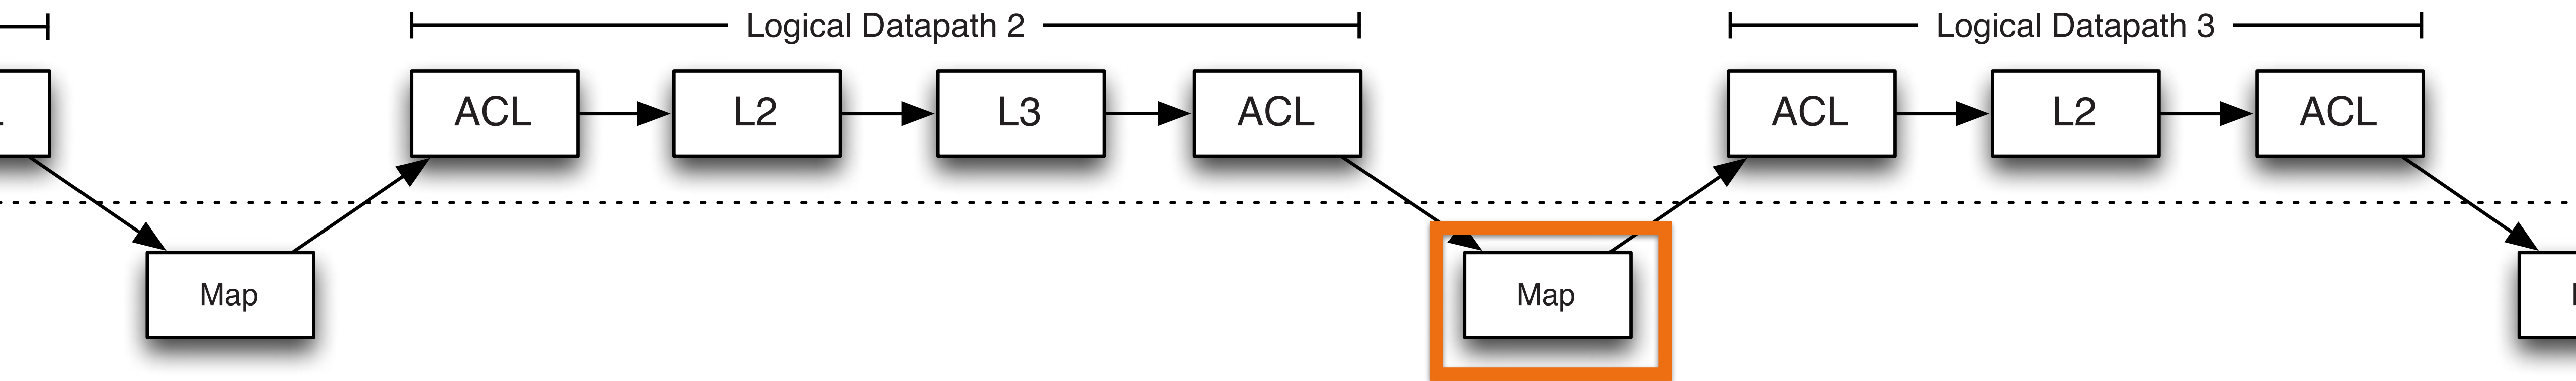 Logical Datapath 2
Logical Datapath 3
ACL
L2
L3
ACL
ACL
L2
ACL
Map
Map